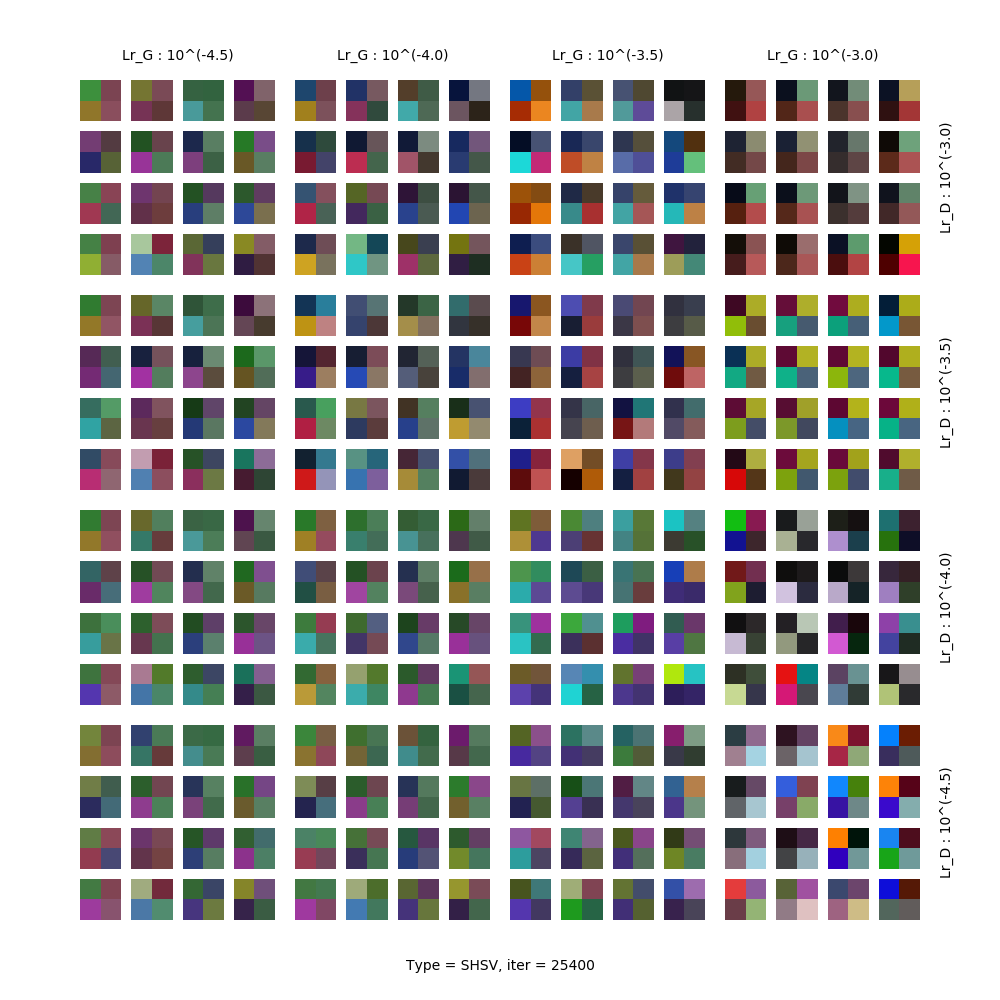 Lr_G : 10^(-4.5)
Lr_G : 10^(-4.0)
Lr_G : 10^(-3.5)
Lr_G : 10^(-3.0)
Lr_D : 10^(-3.0)
Lr_D : 10^(-3.5)
Lr_D : 10^(-4.0)
Lr_D : 10^(-4.5)
Type = SHSV, iter = 25400